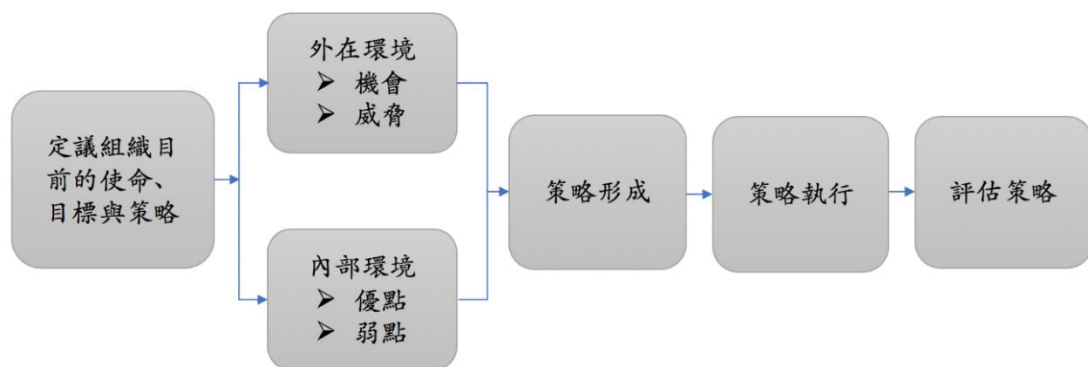 定議組織目
前的使命、
目標與策略
外在環境
➢ 機會
➢ 威脅
內部環境
➢ 優點
➢ 弱點
策略形成
策略執行
評估策略